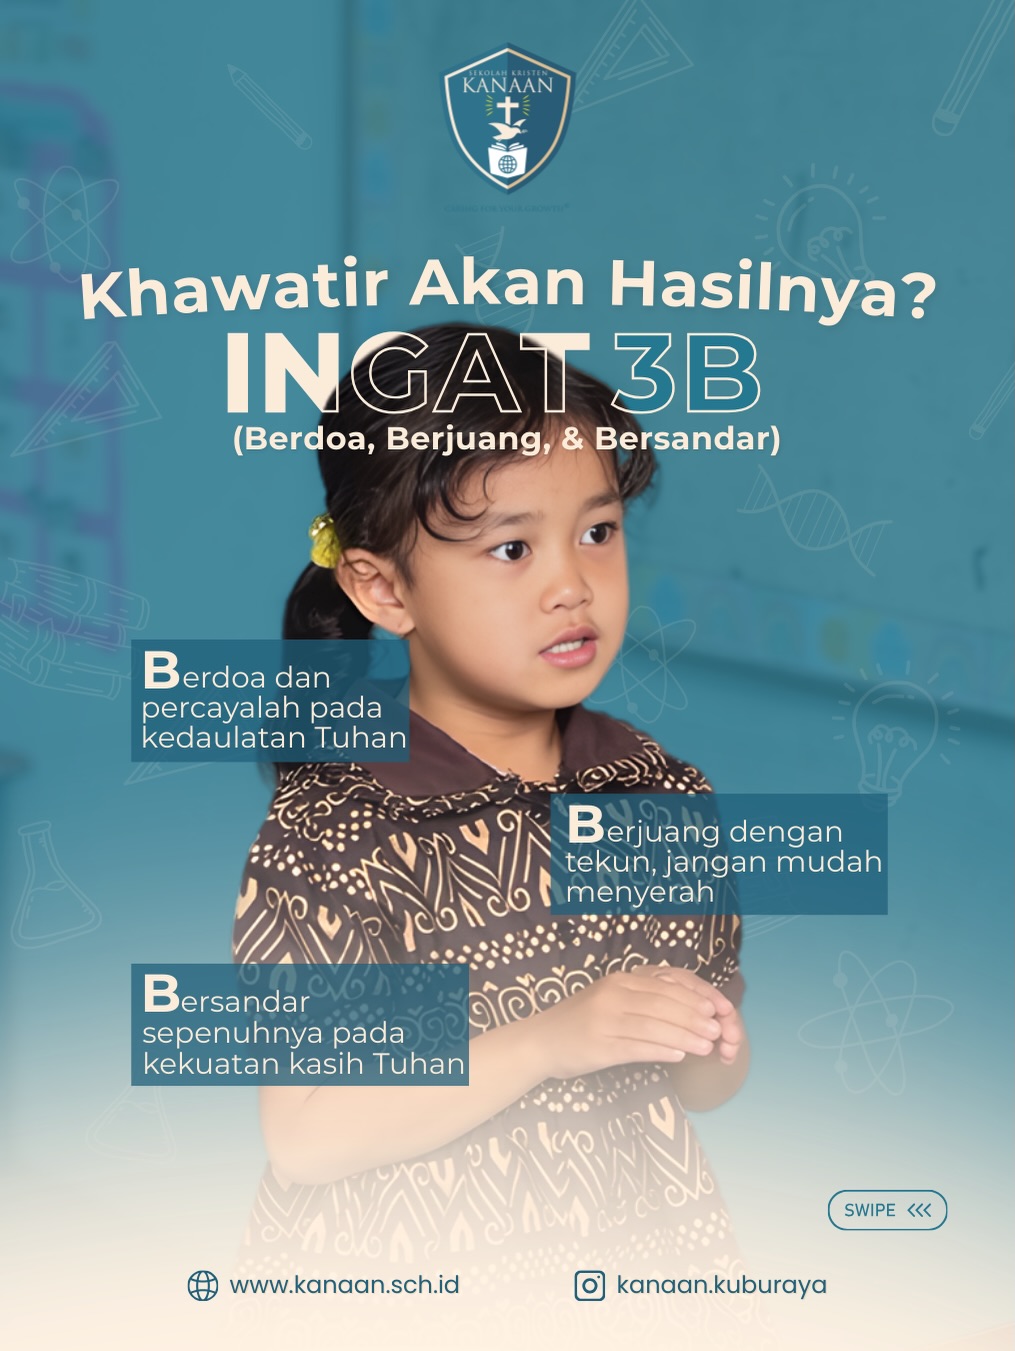 SEKOLAH KRISTEN
KANAAN
Khawatir Akan Hasilnya?
INGAT 3B
(Berdoa, Berjuang, & Bersandar)
Berdoa dan
percayalah pada
kedaulatan Tuhan
Berjuang dengan
tekun, jangan mudah
menyerah
Bersandar
sepenuhnya pada
kekuatan kasih Tuhan
SWIPE <<<
www.kanaan.sch.id
kanaan.kuburaya